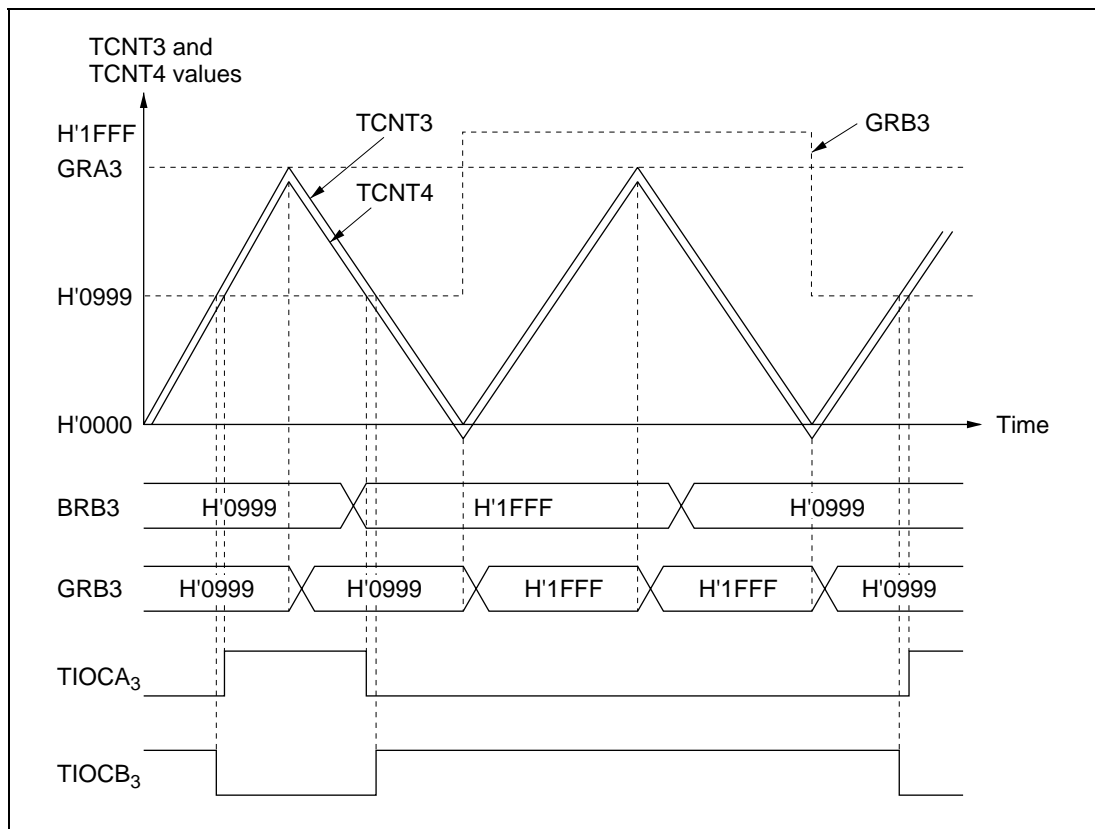 TCNT3 and
TCNT4 values
H'1FFF
TCNT3
GRB3
GRA3
TCNT4
H'0999
H'0000
Time
BRB3
H'0999
H'1FFF
H'0999
GRB3
H'0999
H'0999
H'1FFF
H'1FFF
H'0999
TIOCA3
TIOCB3